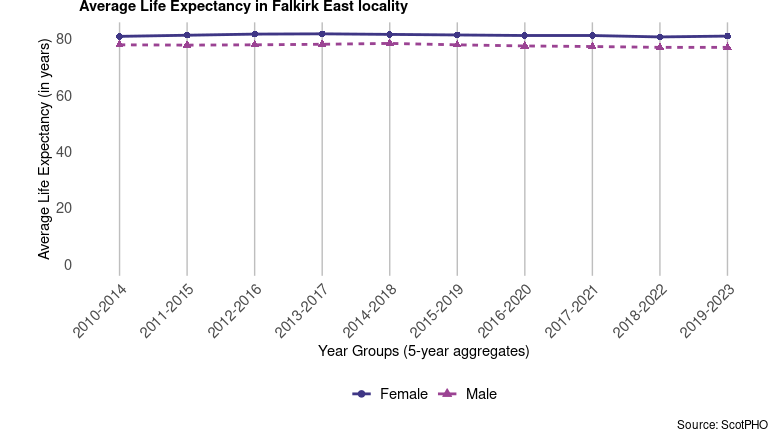 Average Life Expectancy in Falkirk East locality
Average Life Expectancy (in years)
80
60
40
20
0
2010-2014
2011-2015
2012-2016
2013-2017
2014-2018
2015-2019
2016-2020
2017-2021
2018-2022
2019-2023
Year Groups (5-year aggregates)
Female
Male
Source: ScotPHO